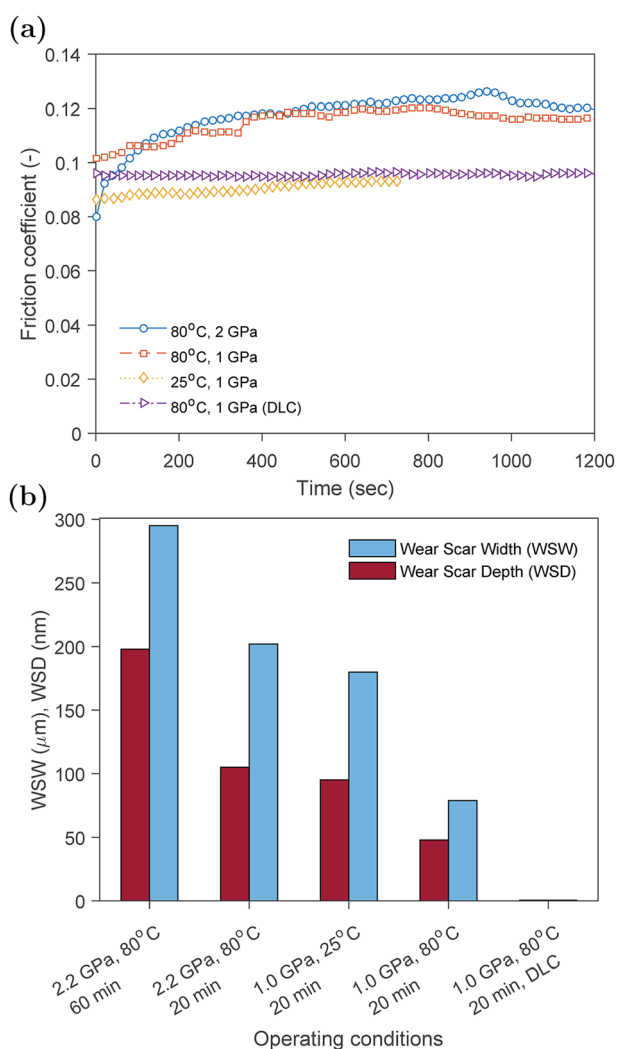 (a)
0.14
0.12
0.1
0.08
0.06
0.04
0.02
0
Friction coefficient (-)
80°C, 2 GPa
80°C, 1 GPa
25°C, 1 GPa
80°C, 1 GPa (DLC)
0 200 400 600 800 1000 1200
Time (sec)
(b)
300
250
200
150
100
50
0
WSW (μm), WSD (nm)
Wear Scar Width (WSW)
Wear Scar Depth (WSD)
2.2 GPa, 80°C
60 min
2.2 GPa, 80°C
20 min
1.0 GPa, 25°C
20 min
1.0 GPa, 80°C
20 min
1.0 GPa, 80°C
20 min, DLC
Operating conditions